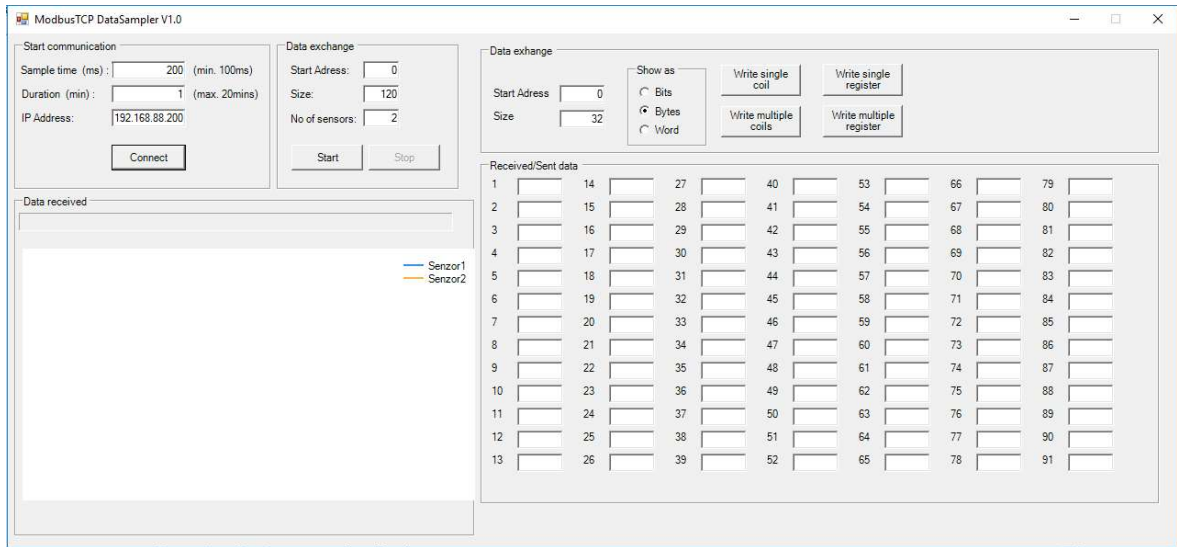 ModbusTCP DataSampler V1.0
Start communication
Sample time (ms) : 200 (min. 100ms)
Duration (min) : 1 (max. 20mins)
IP Address: 192.168.88.200
Connect
Data exchange
Start Adress: 0
Size: 120
No of sensors: 2
Start Stop
Data exhange
Start Adress 0
Size 32
Show as
Bits
Bytes
Word
Write single
coil
Write single
register
Write multiple
coils
Write multiple
register
Data received
Senzor1
Senzor2
Received/Sent data
1 14 27 40 53 66 79
2 15 28 41 54 67 80
3 16 29 42 55 68 81
4 17 30 43 56 69 82
5 18 31 44 57 70 83
6 19 32 45 58 71 84
7 20 33 46 59 72 85
8 21 34 47 60 73 86
9 22 35 48 61 74 87
10 23 36 49 62 75 88
11 24 37 50 63 76 89
12 25 38 51 64 77 90
13 26 39 52 65 78 91